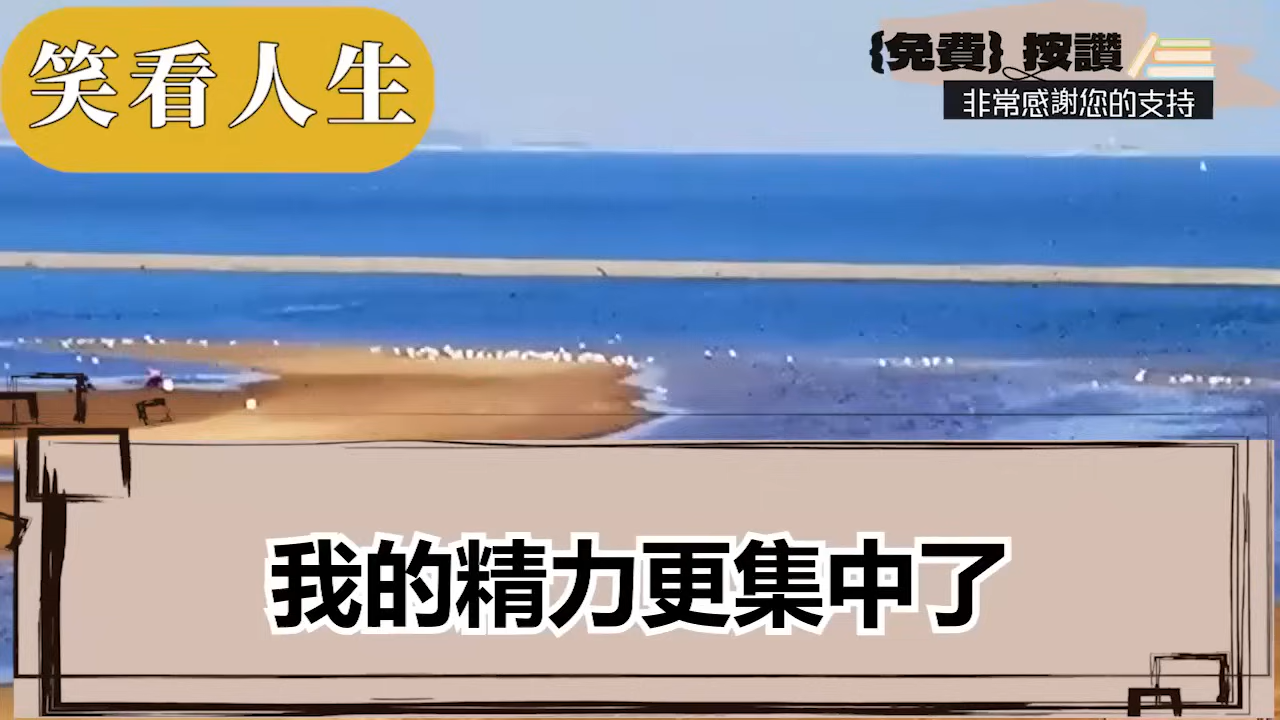 笑看人生
{免費} 按讚
非常感謝您的支持
我的精力更集中了